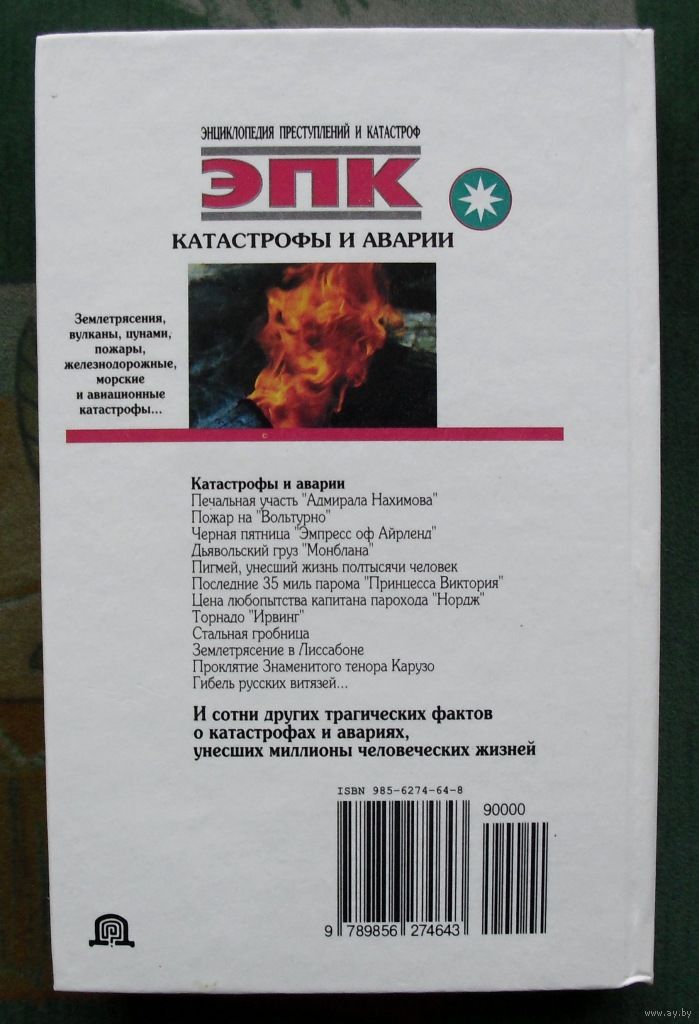 ЭНЦИКЛОПЕДИЯ ПРЕСТУПЛЕНИЙ И КАТАСТРОФ
ЭПК
КАТАСТРОФЫ И АВАРИИ
Землетрясения,
вулканы, цунами,
пожары,
железнодорожные,
морские
и авиационные
катастрофы...
Катастрофы и аварии
Печальная участь "Адмирала Нахимова"
Пожар на "Вольтурно"
Черная пятница "Эмпресс оф Айрленд"
Дьявольский груз "Монблана"
Пигмей, унесший жизнь полтысячи человек
Последние 35 миль парома "Принцесса Виктория"
Цена любопытства капитана парохода "Нордж"
Торнадо "Ирвинг"
Стальная гробница
Землетрясение в Лиссабоне
Проклятие Знаменитого тенора Карузо
Гибель русских витязей...
И сотни других трагических фактов
о катастрофах и авариях,
унесших миллионы человеческих жизней
ISBN 985-6274-64-8
90000
9 789856 274643
www.ay.by